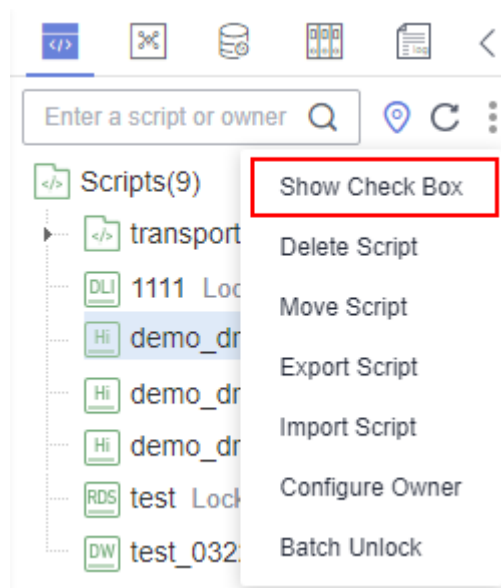 </>
log
Enter a script or owner
</> Scripts(9)
Show Check Box
</> transport
Delete Script
DLI 1111 Loc
Move Script
Hi demo_dr
Export Script
Hi demo_dr
Import Script
Hi demo_dr
Configure Owner
RDS test Lock
Batch Unlock
DW test_032